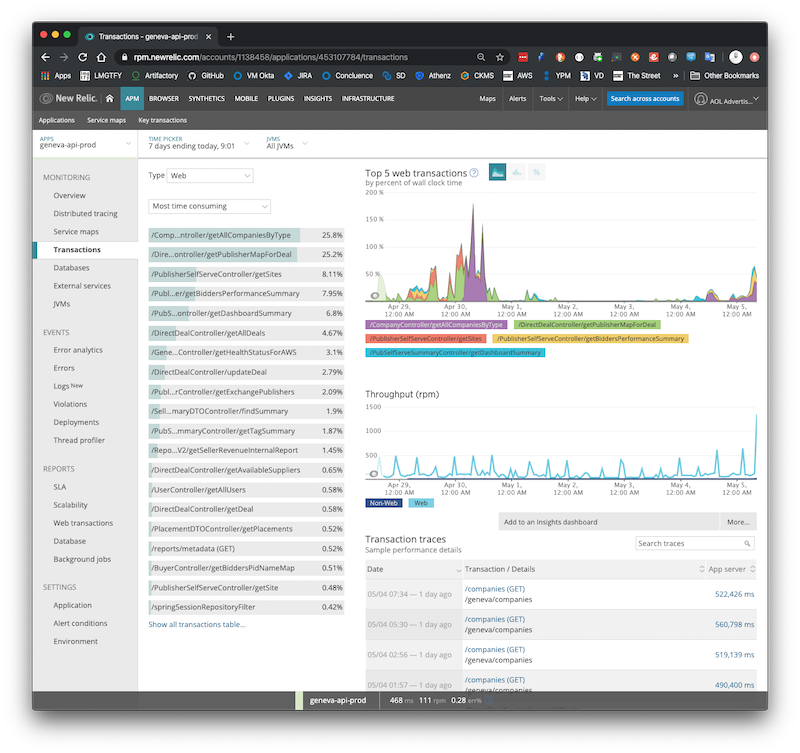 Transactions - geneva-api-prod
rpm.newrelic.com/accounts/1138458/applications/453107784/transactions
Apps LMGTFY Artifactory GitHub VM Okta JIRA Concluence SD Athenz CKMS AWS YPM VD The Street » Other Bookmarks
New Relic. APM BROWSER SYNTHETICS MOBILE PLUGINS INSIGHTS INFRASTRUCTURE Maps Alerts Tools Help Search across accounts AOL Advertis...
Applications Service maps Key transactions
APPS
geneva-api-prod
TIME PICKER
7 days ending today, 9:01
JVMS
All JVMs
MONITORING
Overview
Distributed tracing
Service maps
Transactions
Databases
External services
JVMs
EVENTS
Error analytics
Errors
Logs New
Violations
Deployments
Thread profiler
REPORTS
SLA
Scalability
Web transactions
Database
Background jobs
SETTINGS
Application
Alert conditions
Environment
Type Web
Most time consuming
/Comp...ntroller/getAllCompaniesByType 25.8%
/Dire...ontroller/getPublisherMapForDeal 25.2%
/PublisherSelfServeController/getSites 8.11%
/Publ...er/getBiddersPerformanceSummary 7.95%
/PubS...ontroller/getDashboardSummary 6.8%
/DirectDealController/getAllDeals 4.67%
/Gene...Controller/getHealthStatusForAWS 3.1%
/DirectDealController/updateDeal 2.79%
/Publ...rController/getExchangePublishers 2.09%
/Sell...maryDTOController/findSummary 1.9%
/PubS...mmaryController/getTagSummary 1.87%
/Repo...V2/getSellerRevenueInternalReport 1.45%
/DirectDealController/getAvailableSuppliers 0.65%
/UserController/getAllUsers 0.58%
/DirectDealController/getDeal 0.58%
/PlacementDTOController/getPlacements 0.52%
/reports/metadata (GET) 0.52%
/BuyerController/getBiddersPidNameMap 0.51%
/PublisherSelfServeController/getSite 0.48%
/springSessionRepositoryFilter 0.42%
Show all transactions table...
Top 5 web transactions ?
by percent of wall clock time
200 %
150 %
100 %
50 %
Apr 29, Apr 30, May 1, May 2, May 3, May 4, May 5,
12:00 AM 12:00 AM 12:00 AM 12:00 AM 12:00 AM 12:00 AM 12:00 AM
/CompanyController/getAllCompaniesByType /DirectDealController/getPublisherMapForDeal
/PublisherSelfServeController/getSites /PublisherSelfServeController/getBiddersPerformanceSummary
/PubSelfServeSummaryController/getDashboardSummary
Throughput (rpm)
1500
1000
500
Apr 29, Apr 30, May 1, May 2, May 3, May 4, May 5,
12:00 AM 12:00 AM 12:00 AM 12:00 AM 12:00 AM 12:00 AM 12:00 AM
Non-Web Web
Add to an Insights dashboard More...
Transaction traces
Sample performance details
Search traces
Date Transaction / Details App server
05/04 07:34 — 1 day ago /companies (GET) 522,426 ms
/geneva/companies
05/04 05:30 — 1 day ago /companies (GET) 560,798 ms
/geneva/companies
05/04 02:56 — 1 day ago /companies (GET) 519,139 ms
/geneva/companies
05/04 01:57 — 1 day ago /companies (GET) 490,400 ms
/geneva/companies
geneva-api-prod 468 ms 111 rpm 0.28 err%